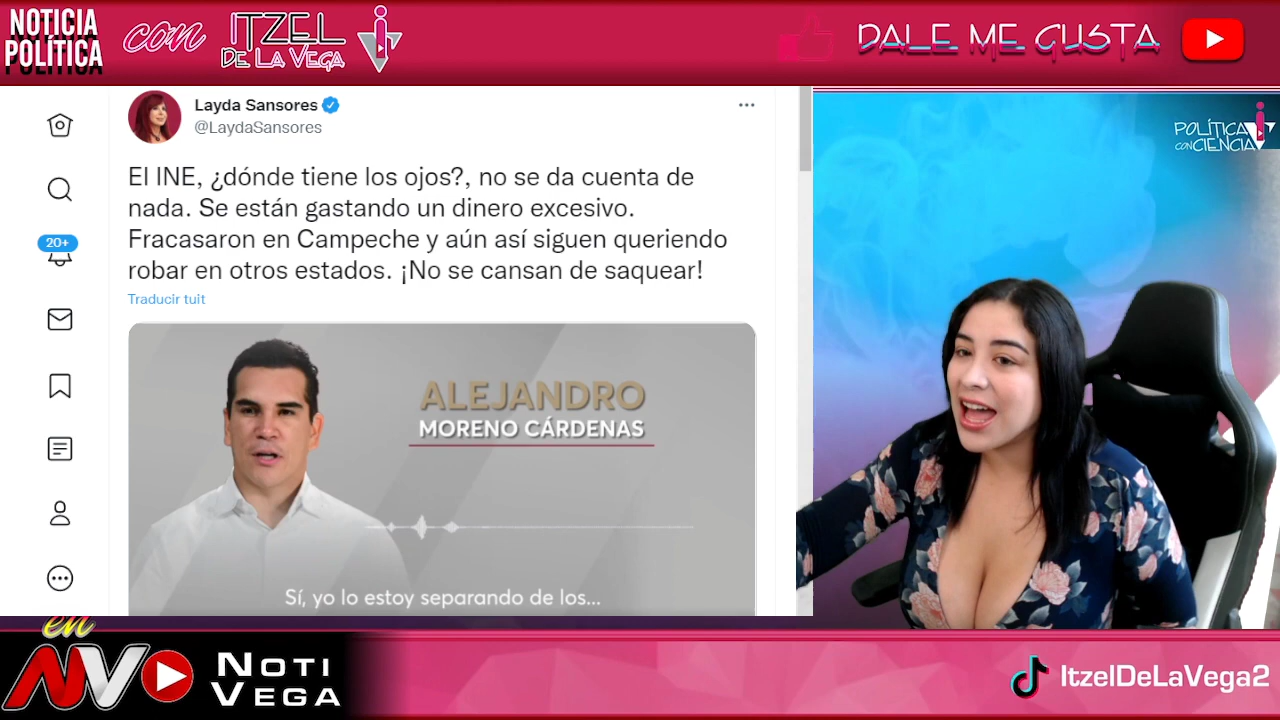 NOTICIA
POLÍTICA
con
ITZEL
DE LA VEGA
DALE ME GUSTA
Layda Sansores
@LaydaSansores
El INE, ¿dónde tiene los ojos?, no se da cuenta de
nada. Se están gastando un dinero excesivo.
Fracasaron en Campeche y aún así siguen queriendo
robar en otros estados. ¡No se cansan de saquear!
Traducir tuit
20+
ALEJANDRO
MORENO CÁRDENAS
Sí, yo lo estoy separando de los...
POLÍTICA
CON CIENCIA
en
NV
NOTI
VEGA
ItzelDeLaVega2